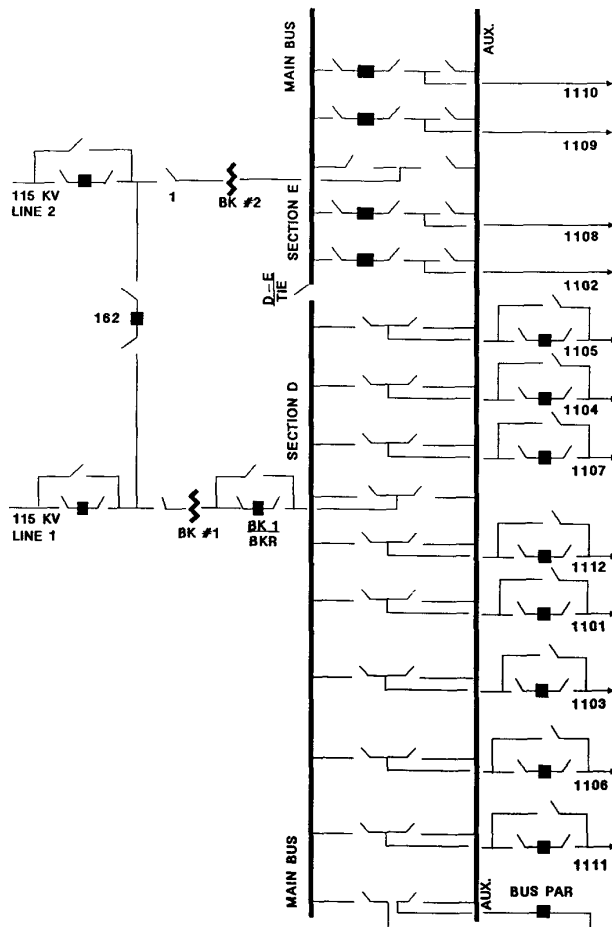 MAIN BUS
AUX.
1110
1109
115 KV
LINE 2
1
BK #2
SECTION E
1108
1102
D-E
TIE
162
1105
1104
SECTION D
1107
115 KV
LINE 1
BK #1
BK 1
BKR
1112
1101
1103
1106
1111
MAIN BUS
AUX.
BUS PAR